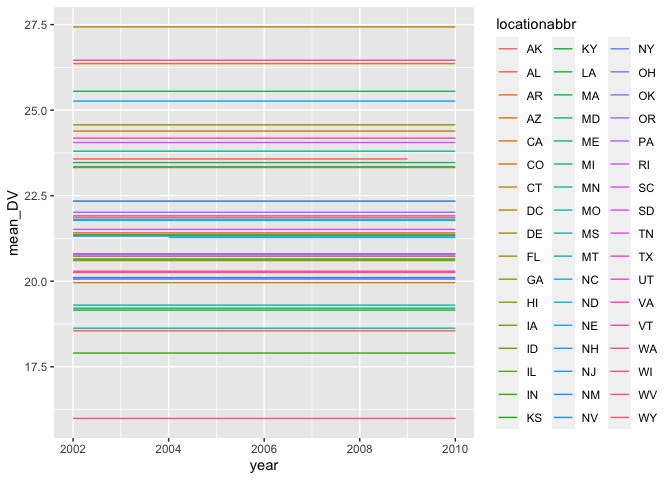 locationabbr
AK KY NY
AL LA OH
AR MA OK
AZ MD OR
CA ME PA
CO MI RI
CT MN SC
DC MO SD
DE MS TN
FL MT TX
GA NC UT
HI ND VA
IA NE VT
ID NH WA
IL NJ WI
IN NM WV
KS NV WY
mean_DV
27.5
25.0
22.5
20.0
17.5
2002 2004 2006 2008 2010
year